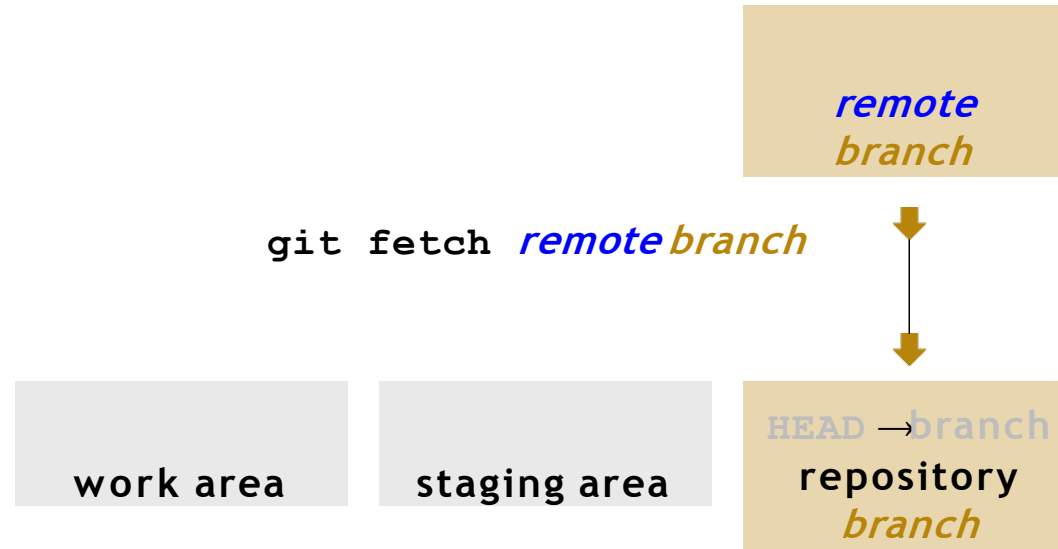 remote
branch
git fetch remote branch
HEAD → branch
work area
staging area
repository
branch